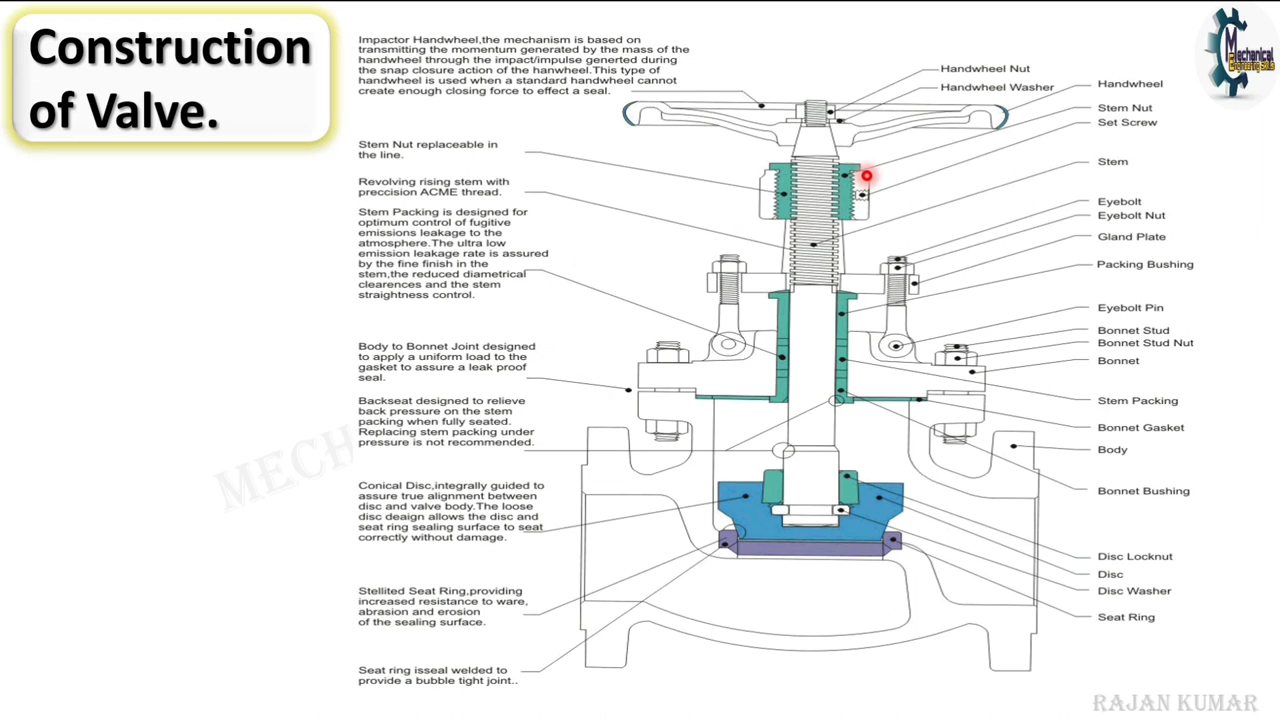 Construction
of Valve.
Impactor Handwheel,the mechanism is based on
transmitting the momentum generated by the mass of the
handwheel through the impact/impulse generted during
the snap closure action of the hanwheel.This type of
handwheel is used when a standard handwheel cannot
create enough closing force to effect a seal.
Stem Nut replaceable in
the line.
Revolving rising stem with
preccision ACME thread.
Stem Packing is designed for
optimum control of fugitive
emissions leakage to the
atmosphere.The ultra low
emission leakage rate is assured
by the fine finish in the
stem,the reduced diametrical
clearences and the stem
straightness control.
Body to Bonnet Joint designed
to apply a uniform load to the
gasket to assure a leak proof
seal.
Backseat designed to relieve
back pressure on the stem
packing when fully seated.
Replacing stem packing under
pressure is not recommended.
Conical Disc,integrally guided to
assure true alignment between
disc and valve body.The loose
disc deaign allows the disc and
seat ring sealing surface to seat
correctly without damage.
Stellited Seat Ring,providing
increased resistance to ware,
abrasion and erosion
of the sealing surface.
Seat ring isseal welded to
provide a bubble tight joint..
Handwheel Nut
Handwheel Washer
Handwheel
Stem Nut
Set Screw
Stem
Eyebolt
Eyebolt Nut
Gland Plate
Packing Bushing
Eyebolt Pin
Bonnet Stud
Bonnet Stud Nut
Bonnet
Stem Packing
Bonnet Gasket
Body
Bonnet Bushing
Disc Locknut
Disc
Disc Washer
Seat Ring
Mechanical
Engineering Skills
MECH
RAJAN KUMAR